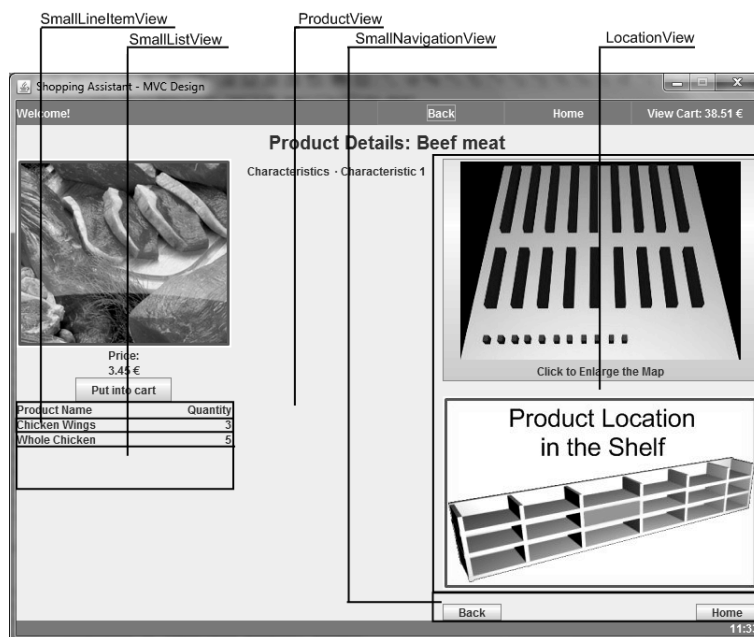 SmallLineItemView
SmallListView
ProductView
SmallNavigationView
LocationView
Shopping Assistant - MVC Design
Welcome!
Back
Home
View Cart: 38.51 €
Product Details: Beef meat
Characteristics · Characteristic 1
Price:
3.45 €
Put into cart
Product Name
Quantity
Chicken Wings
3
Whole Chicken
5
Click to Enlarge the Map
Product Location
in the Shelf
Back
Home